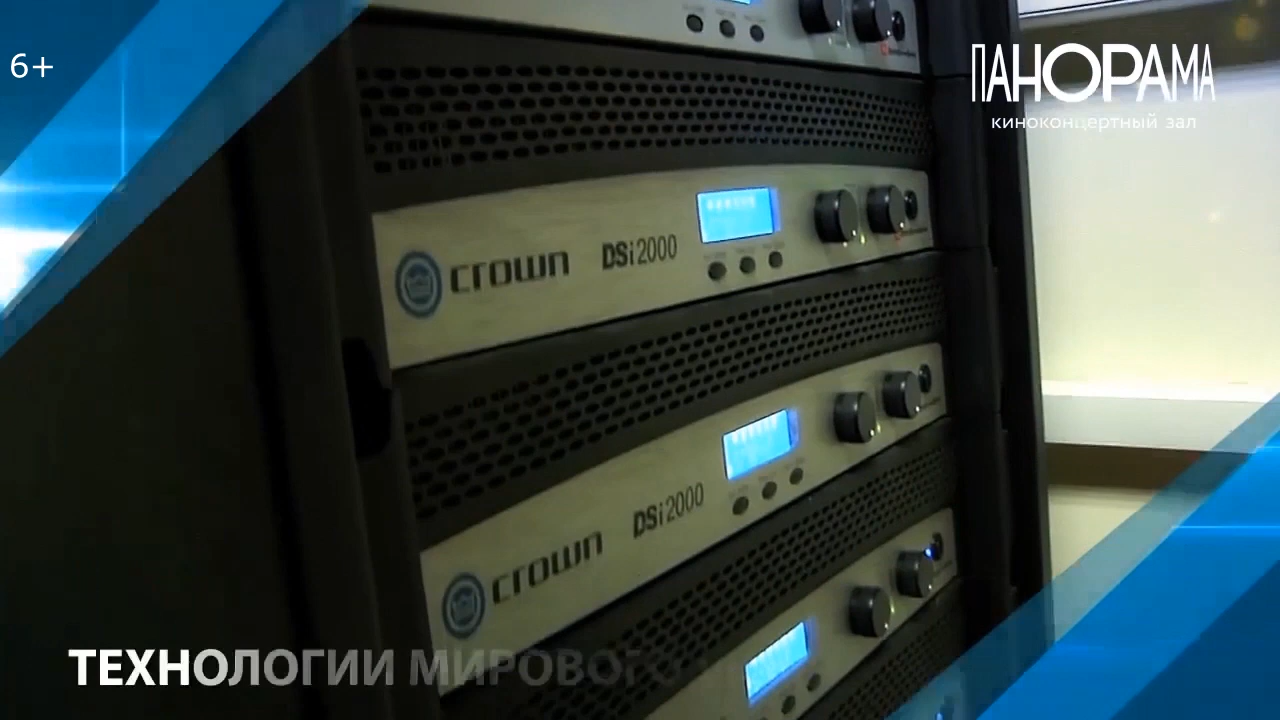 6+
ПАНОРАМА
киноконцертный зал
crown DSi2000
crown DSi2000
ТЕХНОЛОГИИ МИРОВОГО